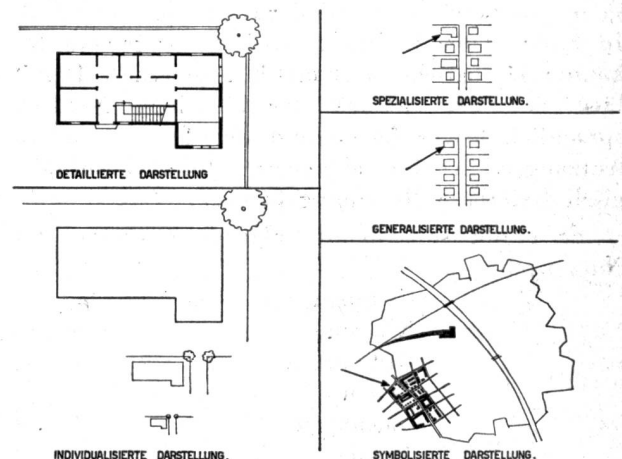 DETAILLIERTE DARSTELLUNG
INDIVIDUALISIERTE DARSTELLUNG.
SPEZIALISIERTE DARSTELLUNG.
GENERALISIERTE DARSTELLUNG.
SYMBOLISIERTE DARSTELLUNG.